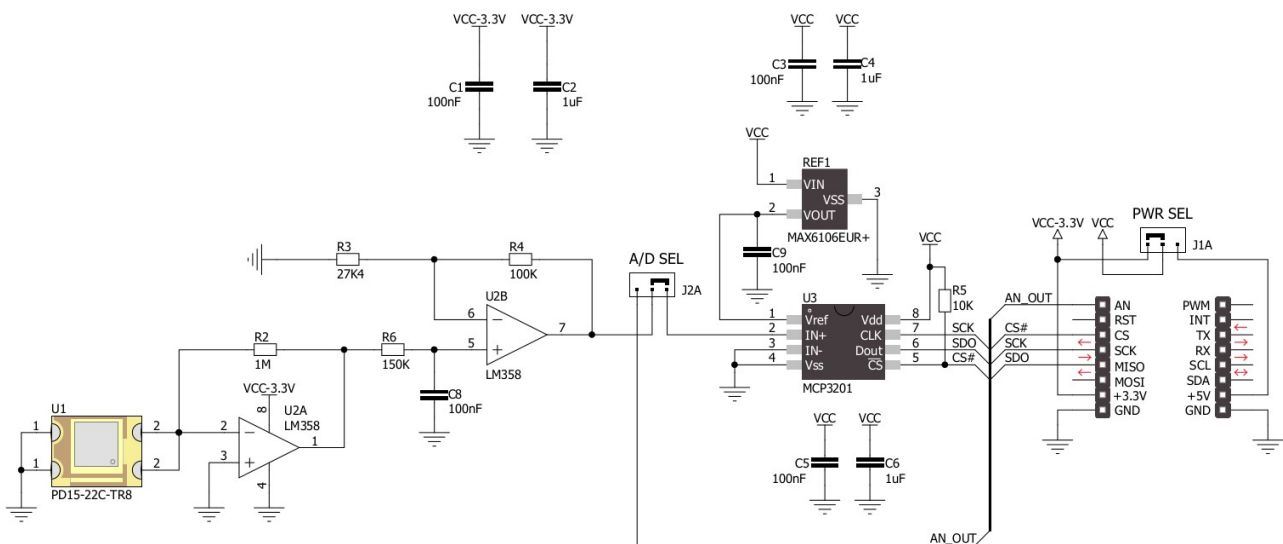 VCC-3.3V
VCC-3.3V
VCC
VCC
C1
100nF
C2
1uF
C3
100nF
C4
1uF
VCC
REF1
1
VIN
VSS
3
2
VOUT
MAX6106EUR+
C9
100nF
R3
27K4
R4
100K
A/D SEL
J2A
VCC
R5
10K
PWR SEL
VCC-3.3V
VCC
J1A
U2B
6
7
5
LM358
U3
1
Vref
Vdd
8
2
IN+
CLK
7
SCK
3
IN-
Dout
6
SDO
4
Vss
CS
5
CS#
MCP3201
AN_OUT
CS#
SCK
SDO
AN
RST
CS
SCK
MISO
MOSI
+3.3V
GND
PWM
INT
TX
RX
SCL
SDA
+5V
GND
R2
1M
R6
150K
C8
100nF
VCC-3.3V
8
U2A
LM358
2
1
3
4
U1
1
2
1
2
PD15-22C-TR8
VCC
VCC
C5
100nF
C6
1uF
AN_OUT